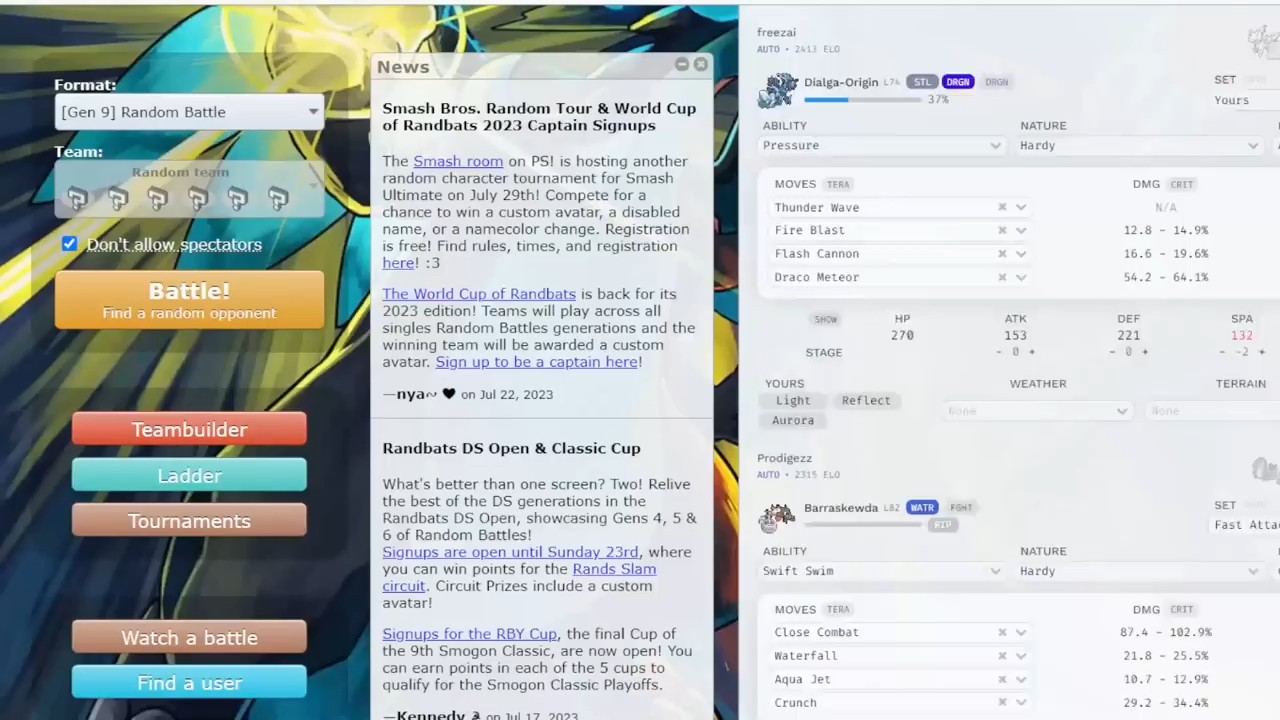 Format:
[Gen 9] Random Battle
Team:
Random team
Don't allow spectators
Battle!
Find a random opponent
Teambuilder
Ladder
Tournaments
Watch a battle
Find a user
News
Smash Bros. Random Tour & World Cup
of Randbats 2023 Captain Signups
The Smash room on PS! is hosting another
random character tournament for Smash
Ultimate on July 29th! Compete for a
chance to win a custom avatar, a disabled
name, or a namecolor change. Registration
is free! Find rules, times, and registration
here! :3
The World Cup of Randbats is back for its
2023 edition! Teams will play across all
singles Random Battles generations and the
winning team will be awarded a custom
avatar. Sign up to be a captain here!
—nya~ ♥ on Jul 22, 2023
Randbats DS Open & Classic Cup
What's better than one screen? Two! Relive
the best of the DS generations in the
Randbats DS Open, showcasing Gens 4, 5 &
6 of Random Battles!
Signups are open until Sunday 23rd, where
you can win points for the Rands Slam
circuit. Circuit Prizes include a custom
avatar!
Signups for the RBY Cup, the final Cup of
the 9th Smogon Classic, are now open! You
can earn points in each of the 5 cups to
qualify for the Smogon Classic Playoffs.
—Kennedy on Jul 17, 2023
freezai
AUTO • 2413 ELO
Dialga-Origin L74 STL DRGN DRGN
37%
SET
Yours
ABILITY NATURE
Pressure Hardy
MOVES TERA DMG CRIT
Thunder Wave N/A
Fire Blast 12.8 - 14.9%
Flash Cannon 16.6 - 19.6%
Draco Meteor 54.2 - 64.1%
SHOW HP ATK DEF SPA
270 153 221 132
STAGE - 0 + - 0 + - -2 +
YOURS WEATHER TERRAIN
Light Reflect None None
Aurora
Prodigezz
AUTO • 2315 ELO
Barraskewda L82 WATR FGHT
RIP
SET
Fast Atta
ABILITY NATURE
Swift Swim Hardy
MOVES TERA DMG CRIT
Close Combat 87.4 - 102.9%
Waterfall 21.8 - 25.5%
Aqua Jet 10.7 - 12.9%
Crunch 29.2 - 34.4%